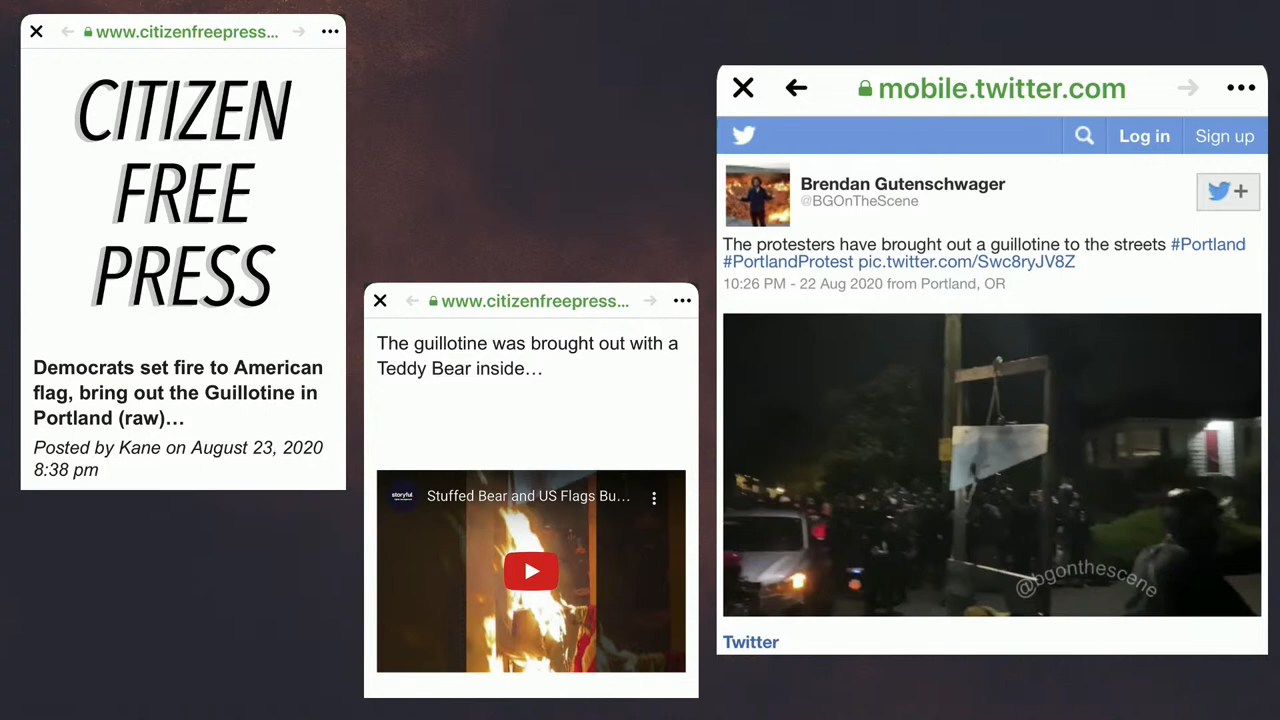 www.citizenfreepress...
CITIZEN
FREE
PRESS
Democrats set fire to American
flag, bring out the Guillotine in
Portland (raw)...
Posted by Kane on August 23, 2020
8:38 pm
www.citizenfreepress...
The guillotine was brought out with a
Teddy Bear inside...
storyful
Stuffed Bear and US Flags Bu...
mobile.twitter.com
Log in
Sign up
Brendan Gutenschwager
@BGOnTheScene
The protesters have brought out a guillotine to the streets #Portland
#PortlandProtest pic.twitter.com/Swc8ryJV8Z
10:26 PM - 22 Aug 2020 from Portland, OR
@bgonthescene
Twitter